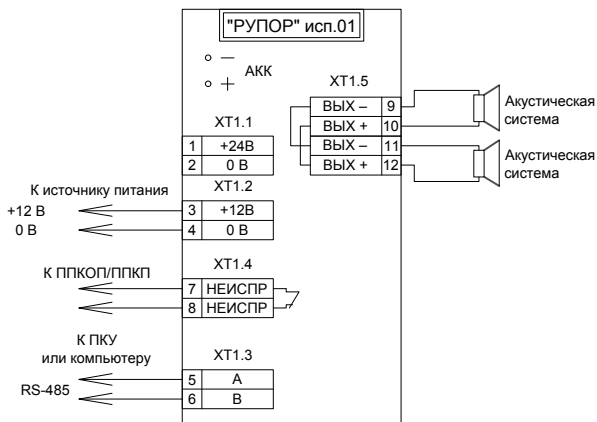 "РУПОР" исп.01
–
+
АКК
XT1.5
ВЫХ – 9
ВЫХ + 10
ВЫХ – 11
ВЫХ + 12
Акустическая
система
Акустическая
система
XT1.1
1 +24В
2 0 В
К источнику питания
+12 В
0 В
XT1.2
3 +12В
4 0 В
К ППКОП/ППКП
XT1.4
7 НЕИСПР
8 НЕИСПР
К ПКУ
или компьютеру
RS-485
XT1.3
5 A
6 B